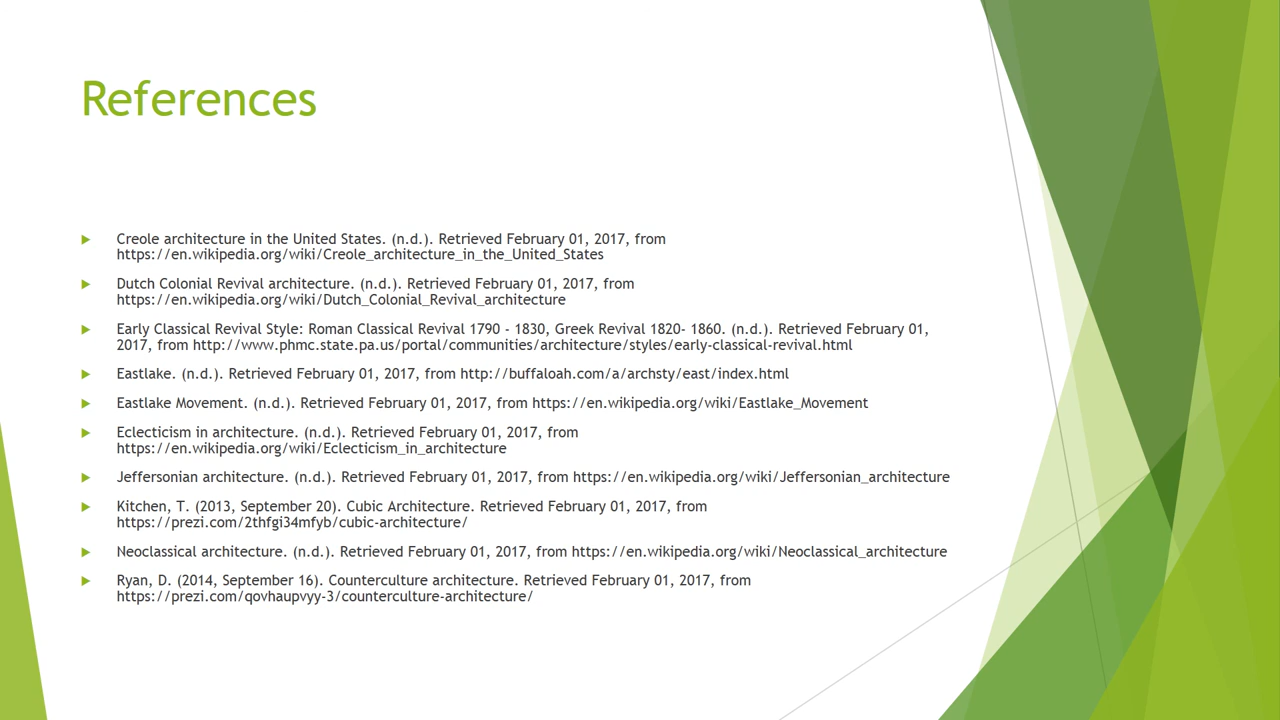 References
Creole architecture in the United States. (n.d.). Retrieved February 01, 2017, from
https://en.wikipedia.org/wiki/Creole_architecture_in_the_United_States
Dutch Colonial Revival architecture. (n.d.). Retrieved February 01, 2017, from
https://en.wikipedia.org/wiki/Dutch_Colonial_Revival_architecture
Early Classical Revival Style: Roman Classical Revival 1790 - 1830, Greek Revival 1820- 1860. (n.d.). Retrieved February 01,
2017, from http://www.phmc.state.pa.us/portal/communities/architecture/styles/early-classical-revival.html
Eastlake. (n.d.). Retrieved February 01, 2017, from http://buffaloah.com/a/archsty/east/index.html
Eastlake Movement. (n.d.). Retrieved February 01, 2017, from https://en.wikipedia.org/wiki/Eastlake_Movement
Eclecticism in architecture. (n.d.). Retrieved February 01, 2017, from
https://en.wikipedia.org/wiki/Eclecticism_in_architecture
Jeffersonian architecture. (n.d.). Retrieved February 01, 2017, from https://en.wikipedia.org/wiki/Jeffersonian_architecture
Kitchen, T. (2013, September 20). Cubic Architecture. Retrieved February 01, 2017, from
https://prezi.com/2thfgi34mfyb/cubic-architecture/
Neoclassical architecture. (n.d.). Retrieved February 01, 2017, from https://en.wikipedia.org/wiki/Neoclassical_architecture
Ryan, D. (2014, September 16). Counterculture architecture. Retrieved February 01, 2017, from
https://prezi.com/qovhaupvyy-3/counterculture-architecture/